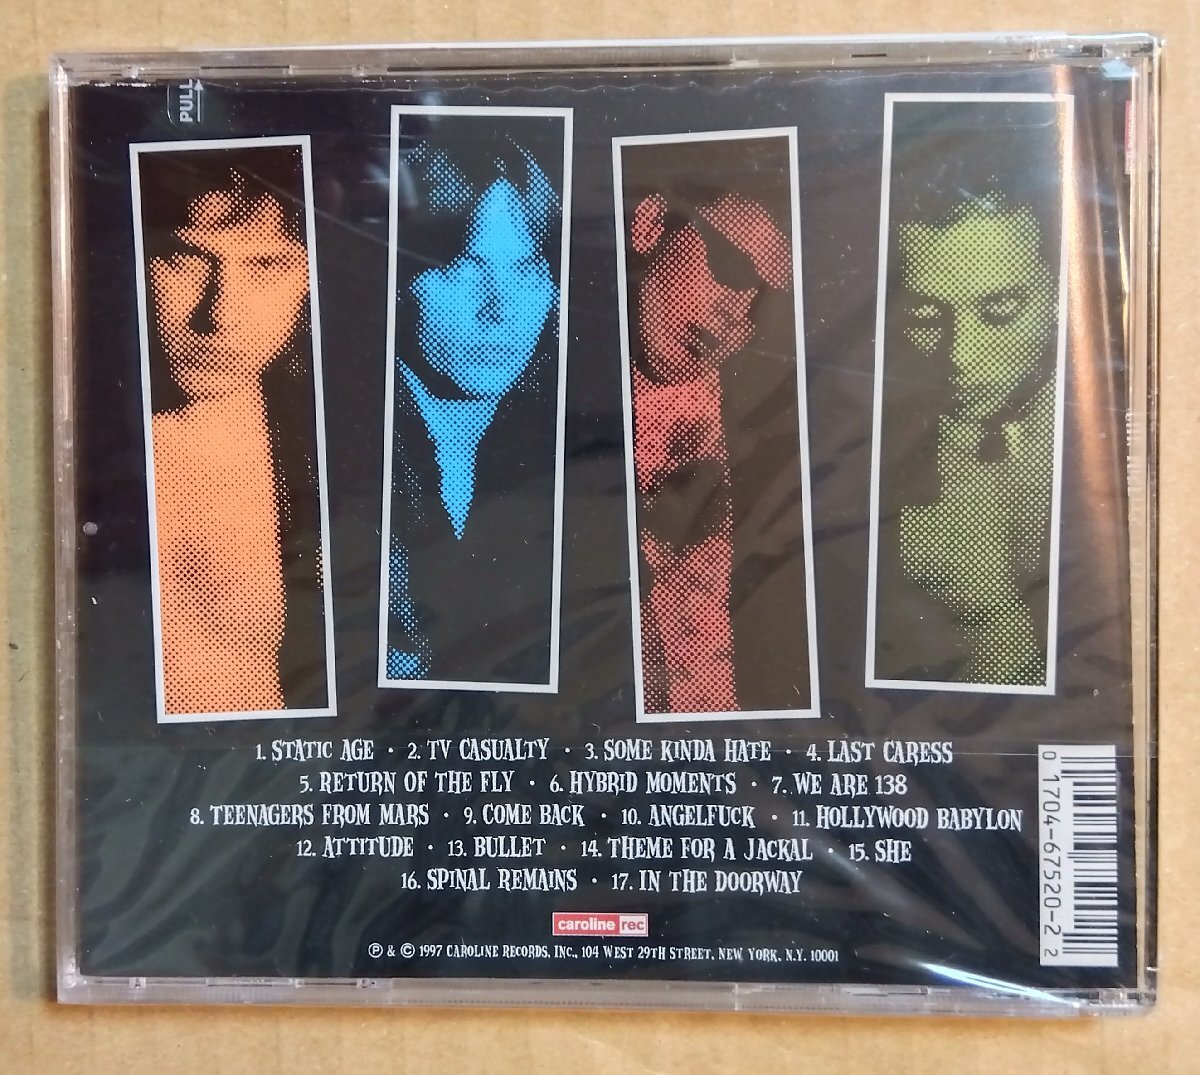 PULL
1. STATIC AGE · 2. TV CASUALTY · 3. SOME KINDA HATE · 4. LAST CARESS
5. RETURN OF THE FLY · 6. HYBRID MOMENTS · 7. WE ARE 138
8. TEENAGERS FROM MARS · 9. COME BACK · 10. ANGELFUCK · 11. HOLLYWOOD BABYLON
12. ATTITUDE · 13. BULLET · 14. THEME FOR A JACKAL · 15. SHE
16. SPINAL REMAINS · 17. IN THE DOORWAY
caroline rec
℗ & © 1997 CAROLINE RECORDS, INC., 104 WEST 29TH STREET, NEW YORK, N.Y. 10001
0 1704-67520-2 2